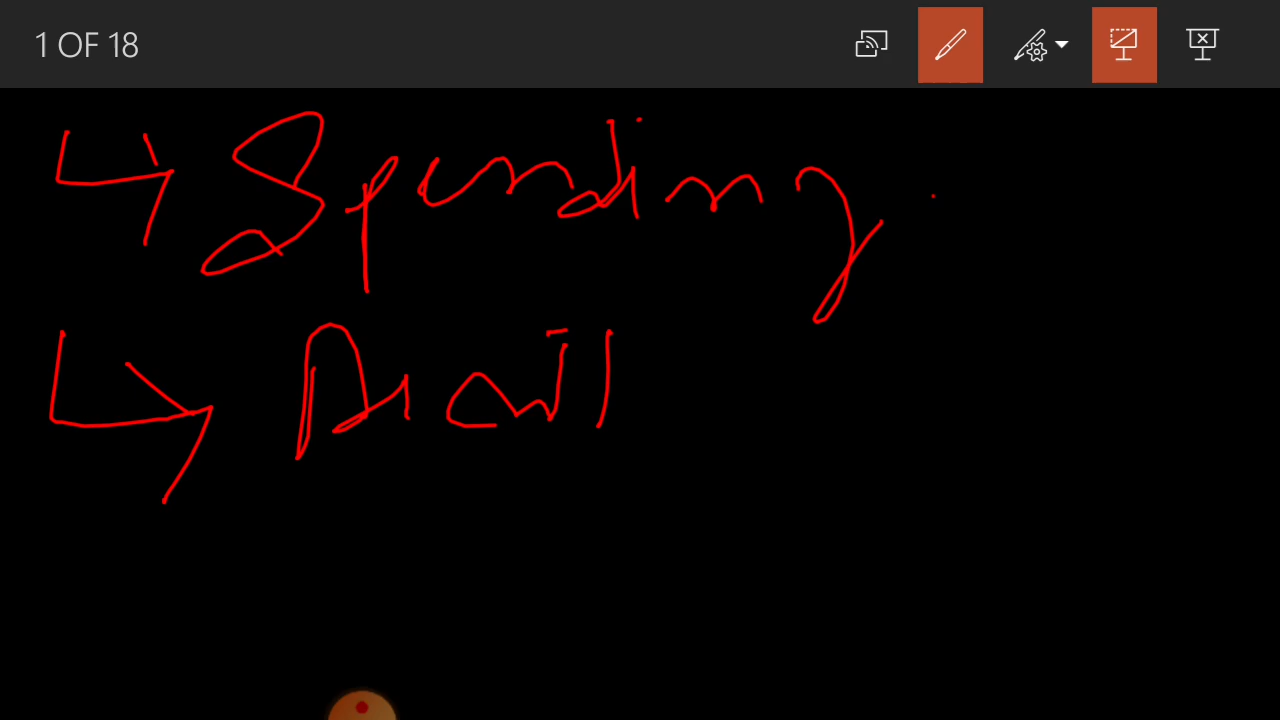 1 OF 18
↳ Spending
↳